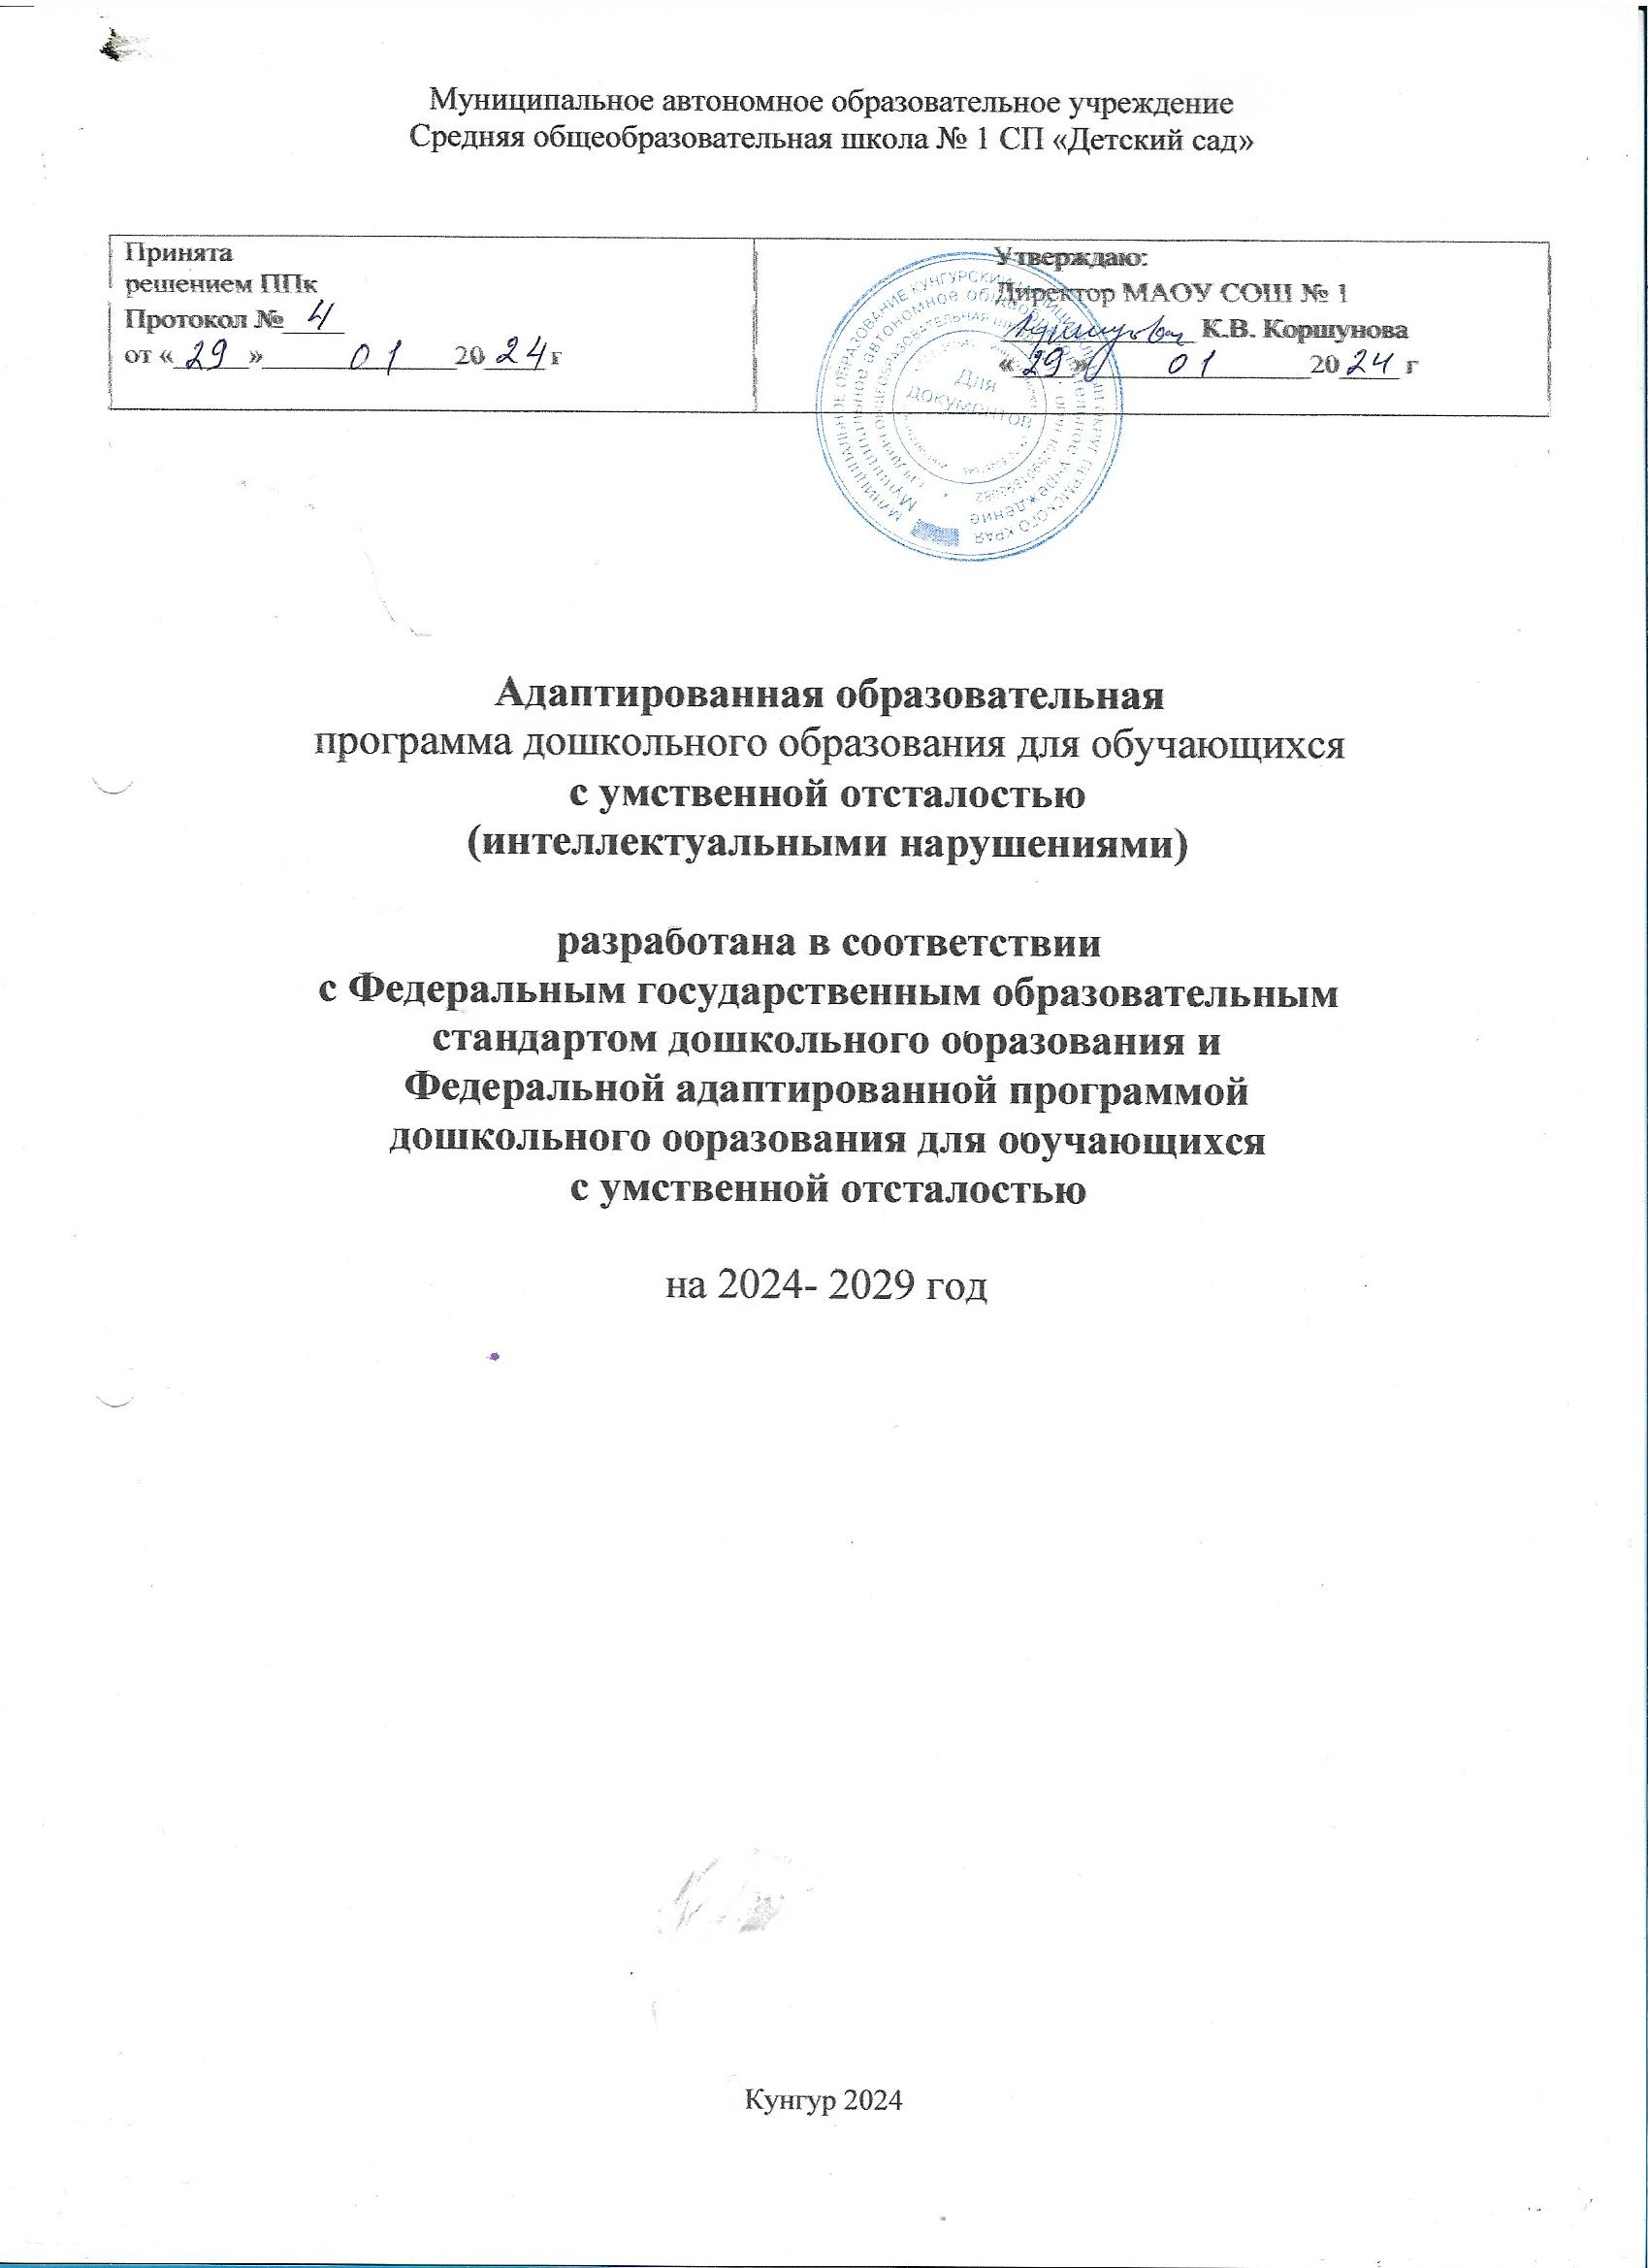 Муниципальное автономное образовательное учреждение
Средняя общеобразовательная школа № 1 СП «Детский сад»
Принята
решением ППк
Протокол № 4
от « 29 » 01 20 24 г
Утверждаю:
Директор МАОУ СОШ № 1
К.В. Коршунова
« 29 » 01 20 24 г
Для
документов
Адаптированная образовательная
программа дошкольного образования для обучающихся
с умственной отсталостью
(интеллектуальными нарушениями)
разработана в соответствии
с Федеральным государственным образовательным
стандартом дошкольного образования и
Федеральной адаптированной программой
дошкольного образования для обучающихся
с умственной отсталостью
на 2024- 2029 год
Кунгур 2024